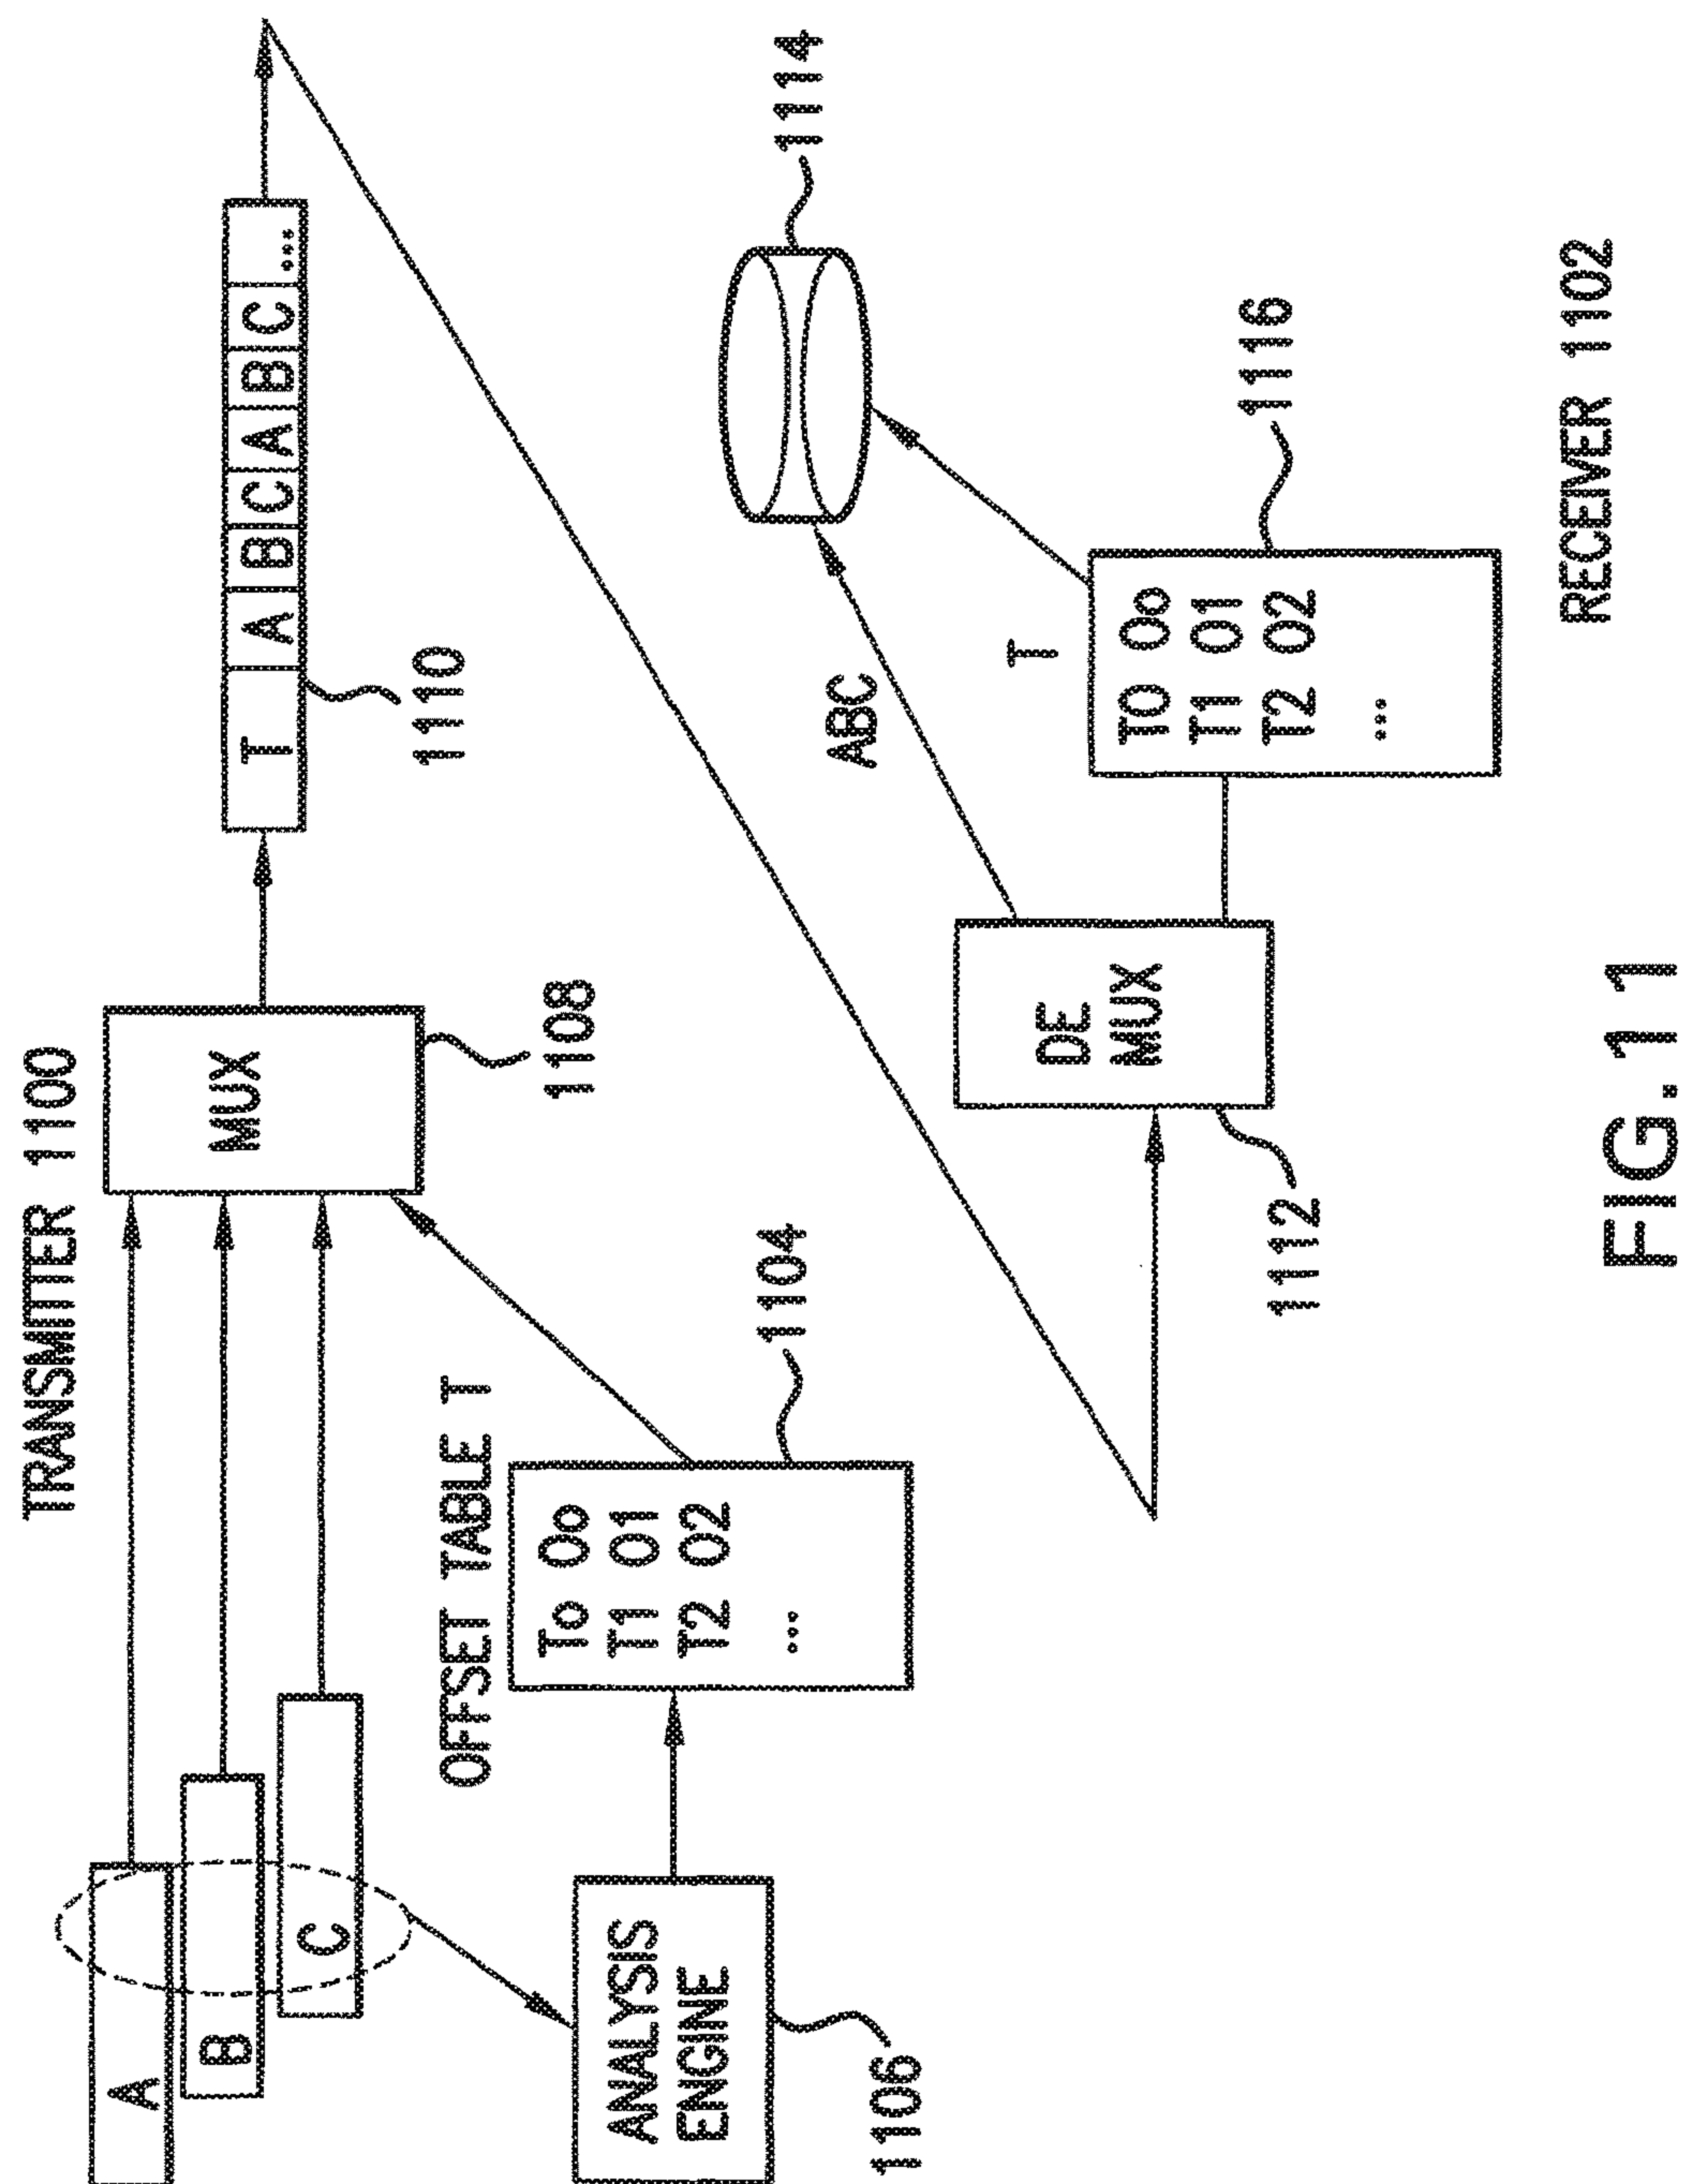 TRANSMITTER 1100
A
B
C
MUX
1108
T A B C A B C ...
1110
OFFSET TABLE T
To Oo
T1 O1
T2 O2
...
1104
ANALYSIS
ENGINE
1106
1114
ABC
DE
MUX
1112
T
T0 Oo
T1 O1
T2 O2
...
1116
RECEIVER 1102
FIG. 11